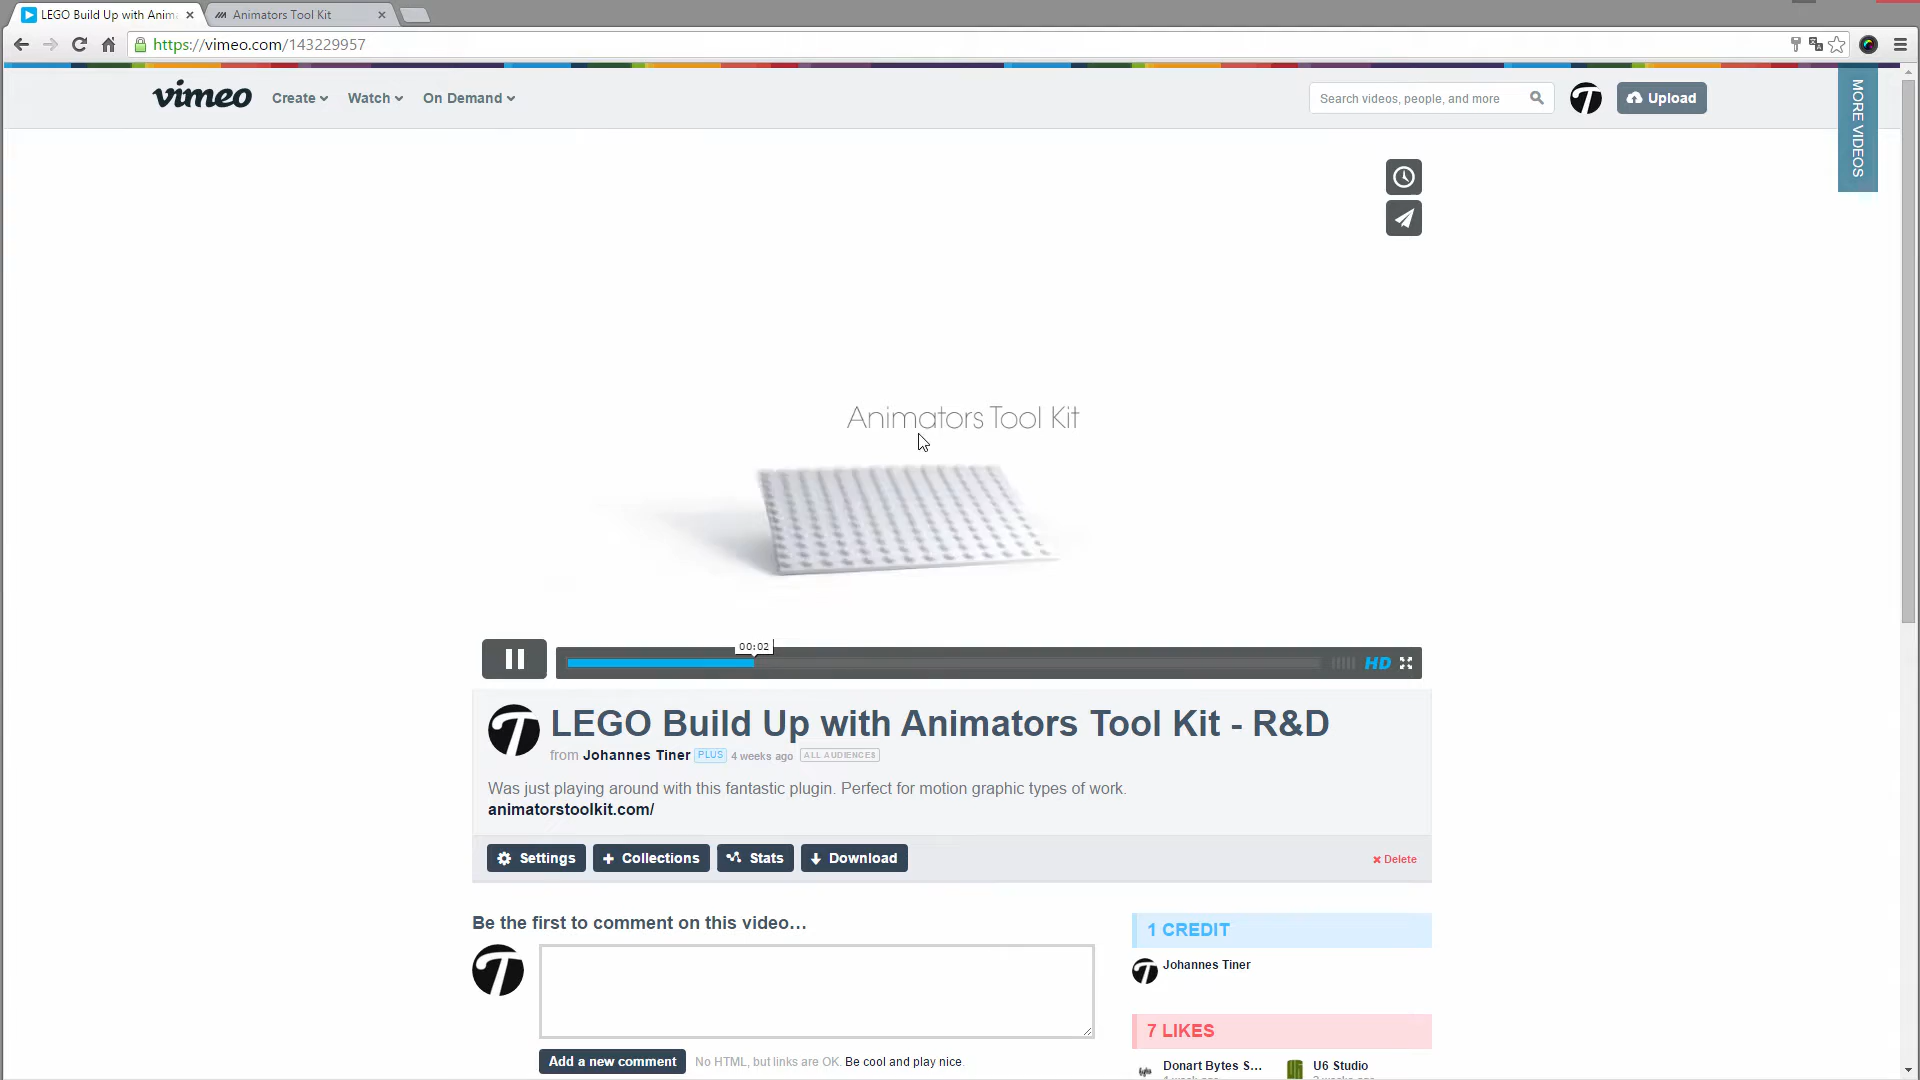 LEGO Build Up with Anim
Animators Tool Kit
https://vimeo.com/143229957
vimeo
Create
Watch
On Demand
Search videos, people, and more
Upload
MORE VIDEOS
Animators Tool Kit
00:02
HD
LEGO Build Up with Animators Tool Kit - R&D
from Johannes Tiner PLUS 4 weeks ago ALL AUDIENCES
Was just playing around with this fantastic plugin. Perfect for motion graphic types of work.
animatorstoolkit.com/
Settings
Collections
Stats
Download
Delete
Be the first to comment on this video...
Add a new comment
No HTML, but links are OK. Be cool and play nice.
1 CREDIT
Johannes Tiner
7 LIKES
Donart Bytes S...
U6 Studio